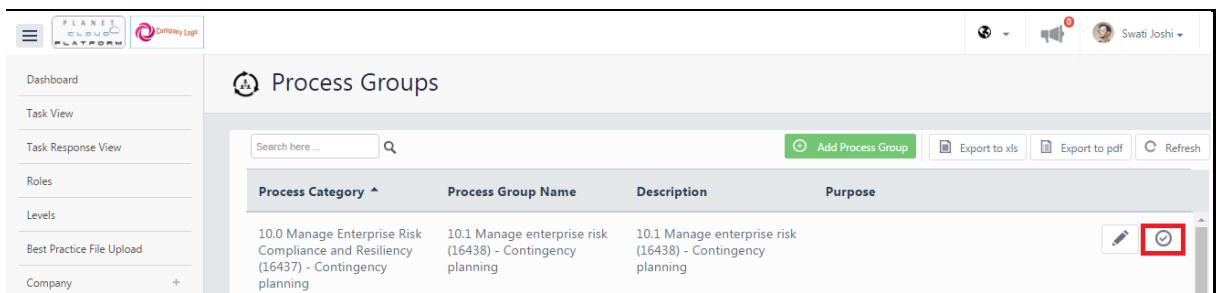 PLANET
CLOUD
PLATFORM
Company Logo
0
Swati Joshi
Dashboard
Task View
Task Response View
Roles
Levels
Best Practice File Upload
Company +
Process Groups
Search here ...
Add Process Group
Export to xls
Export to pdf
Refresh
Process Category Process Group Name Description Purpose
10.0 Manage Enterprise Risk
Compliance and Resiliency
(16437) - Contingency
planning
10.1 Manage enterprise risk
(16438) - Contingency
planning
10.1 Manage enterprise risk
(16438) - Contingency
planning